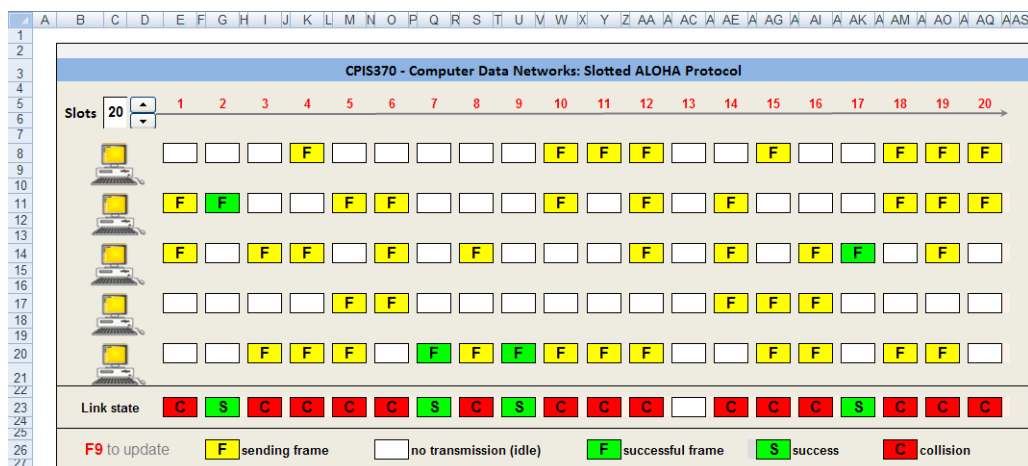 A B C D E F G H I J K L M N O P Q R S T U V W X Y Z AA A AC A AE A AG A AI A AK A AM A AO A AQ AAS
1
2
3 CPIS370 - Computer Data Networks: Slotted ALOHA Protocol
4
5 Slots 20 1 2 3 4 5 6 7 8 9 10 11 12 13 14 15 16 17 18 19 20
6
7
8 F F F F F F F F
9
10
11 F F F F F F F F F F
12
13
14 F F F F F F F F F F
15
16
17 F F F F F
18
19
20 F F F F F F F F F F F F F
21
22
23 Link state C S C C C C S C S C C C C C C S C C C
24
25
26 F9 to update F sending frame no transmission (idle) F successful frame S success C collision
27